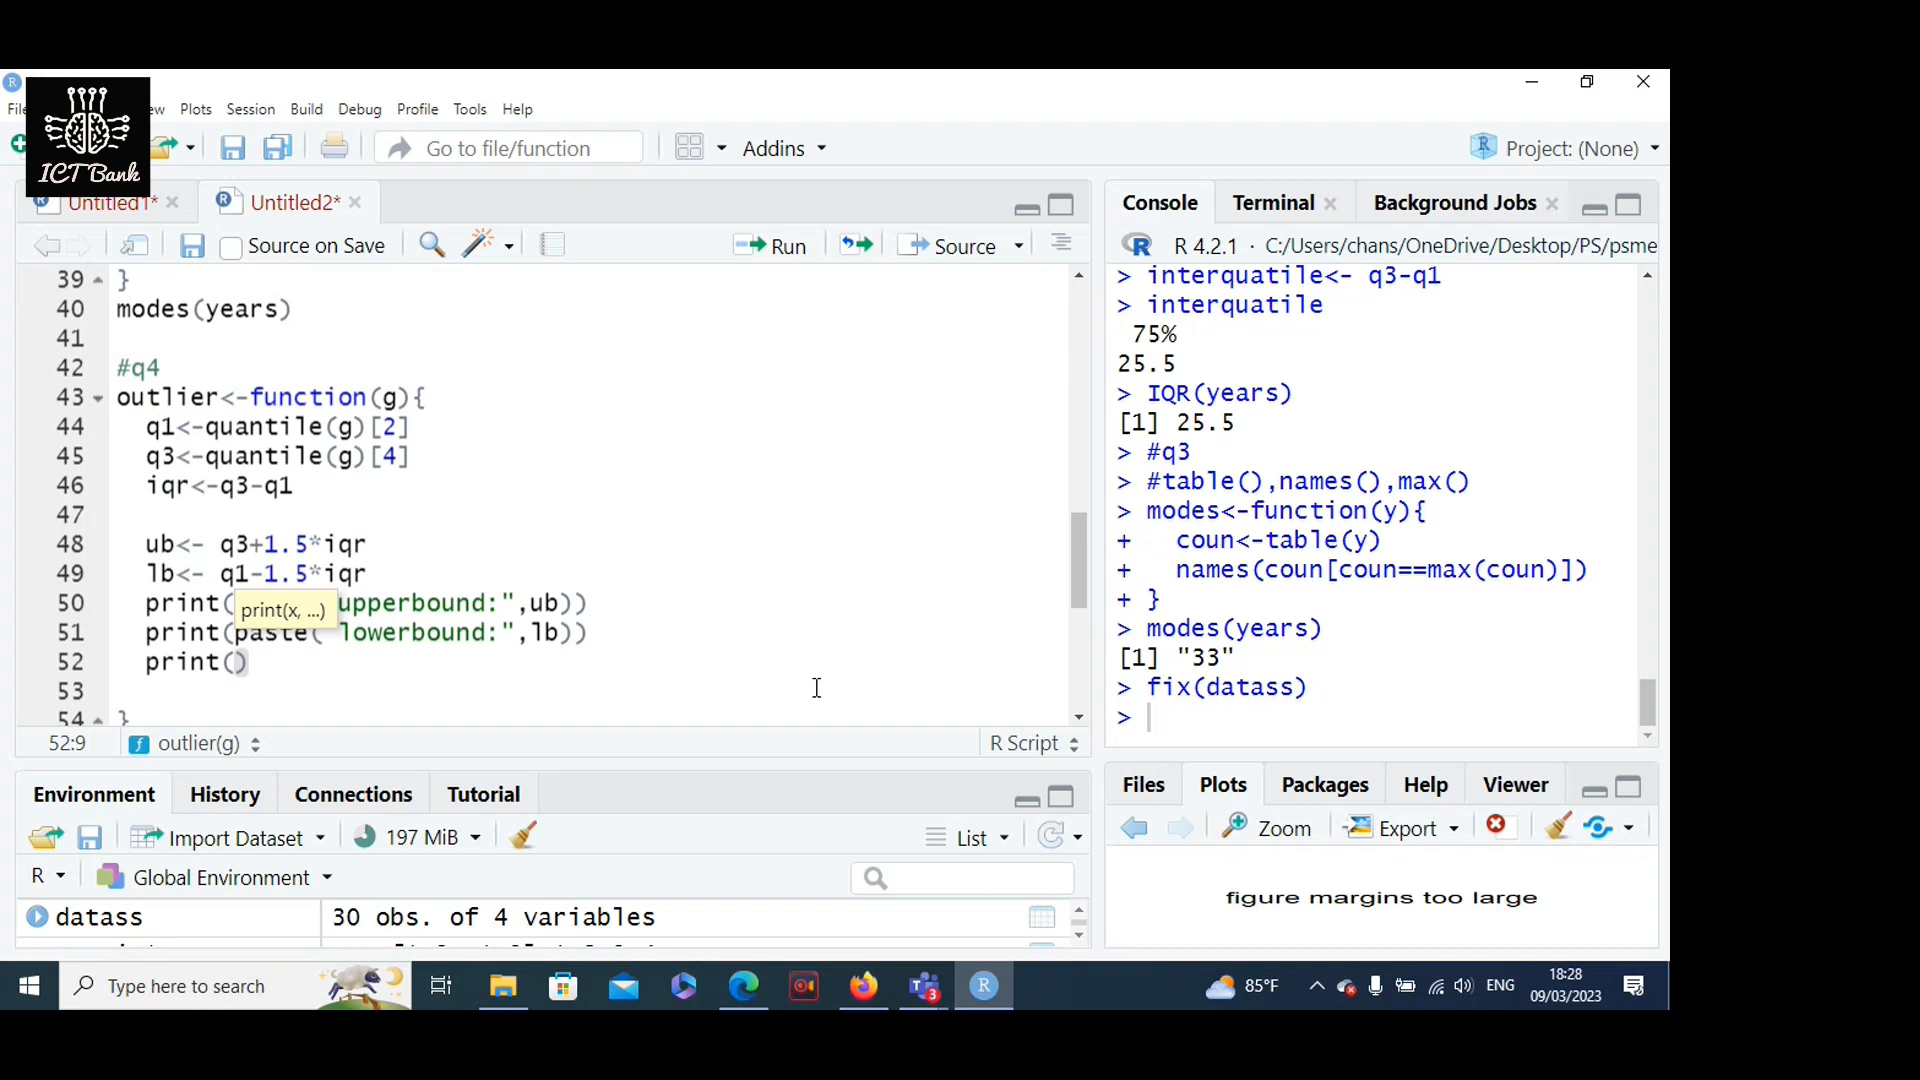 ICT Bank
Plots Session Build Debug Profile Tools Help
Go to file/function
Addins
Project: (None)
Untitled1*
Untitled2*
Source on Save
Run
Source
39 }
40 modes(years)
41
42 #q4
43 outlier<-function(g){
44 q1<-quantile(g)[2]
45 q3<-quantile(g)[4]
46 iqr<-q3-q1
47
48 ub<- q3+1.5*iqr
49 lb<- q1-1.5*iqr
50 print( upperbound:",ub))
print(x, ...)
51 print(paste( lowerbound:",lb))
52 print()
53
54 }
52:9 outlier(g) R Script
Console Terminal Background Jobs
R 4.2.1 · C:/Users/chans/OneDrive/Desktop/PS/psme
> interquatile<- q3-q1
> interquatile
75%
25.5
> IQR(years)
[1] 25.5
> #q3
> #table(),names(),max()
> modes<-function(y){
+ coun<-table(y)
+ names(coun[coun==max(coun)])
+ }
> modes(years)
[1] "33"
> fix(datass)
>
Environment History Connections Tutorial
Import Dataset 197 MiB List
R Global Environment
datass 30 obs. of 4 variables
Files Plots Packages Help Viewer
Zoom Export
figure margins too large
Type here to search
85°F
ENG
18:28
09/03/2023